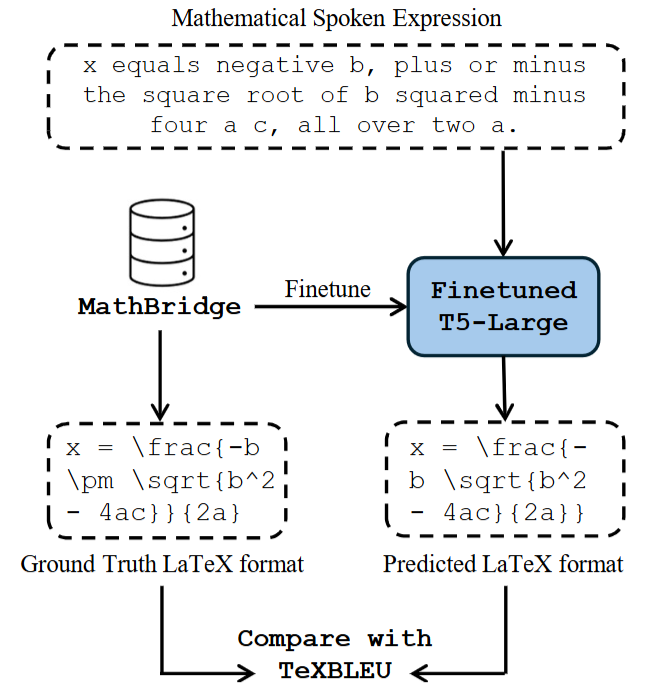 Mathematical Spoken Expression
x equals negative b, plus or minus
the square root of b squared minus
four a c, all over two a.
MathBridge
Finetune
Finetuned
T5-Large
x = \frac{-b
\pm \sqrt{b^2
- 4ac}}{2a}
Ground Truth LaTeX format
x = \frac{-
b \sqrt{b^2
- 4ac}{2a}}
Predicted LaTeX format
Compare with
TeXBLEU